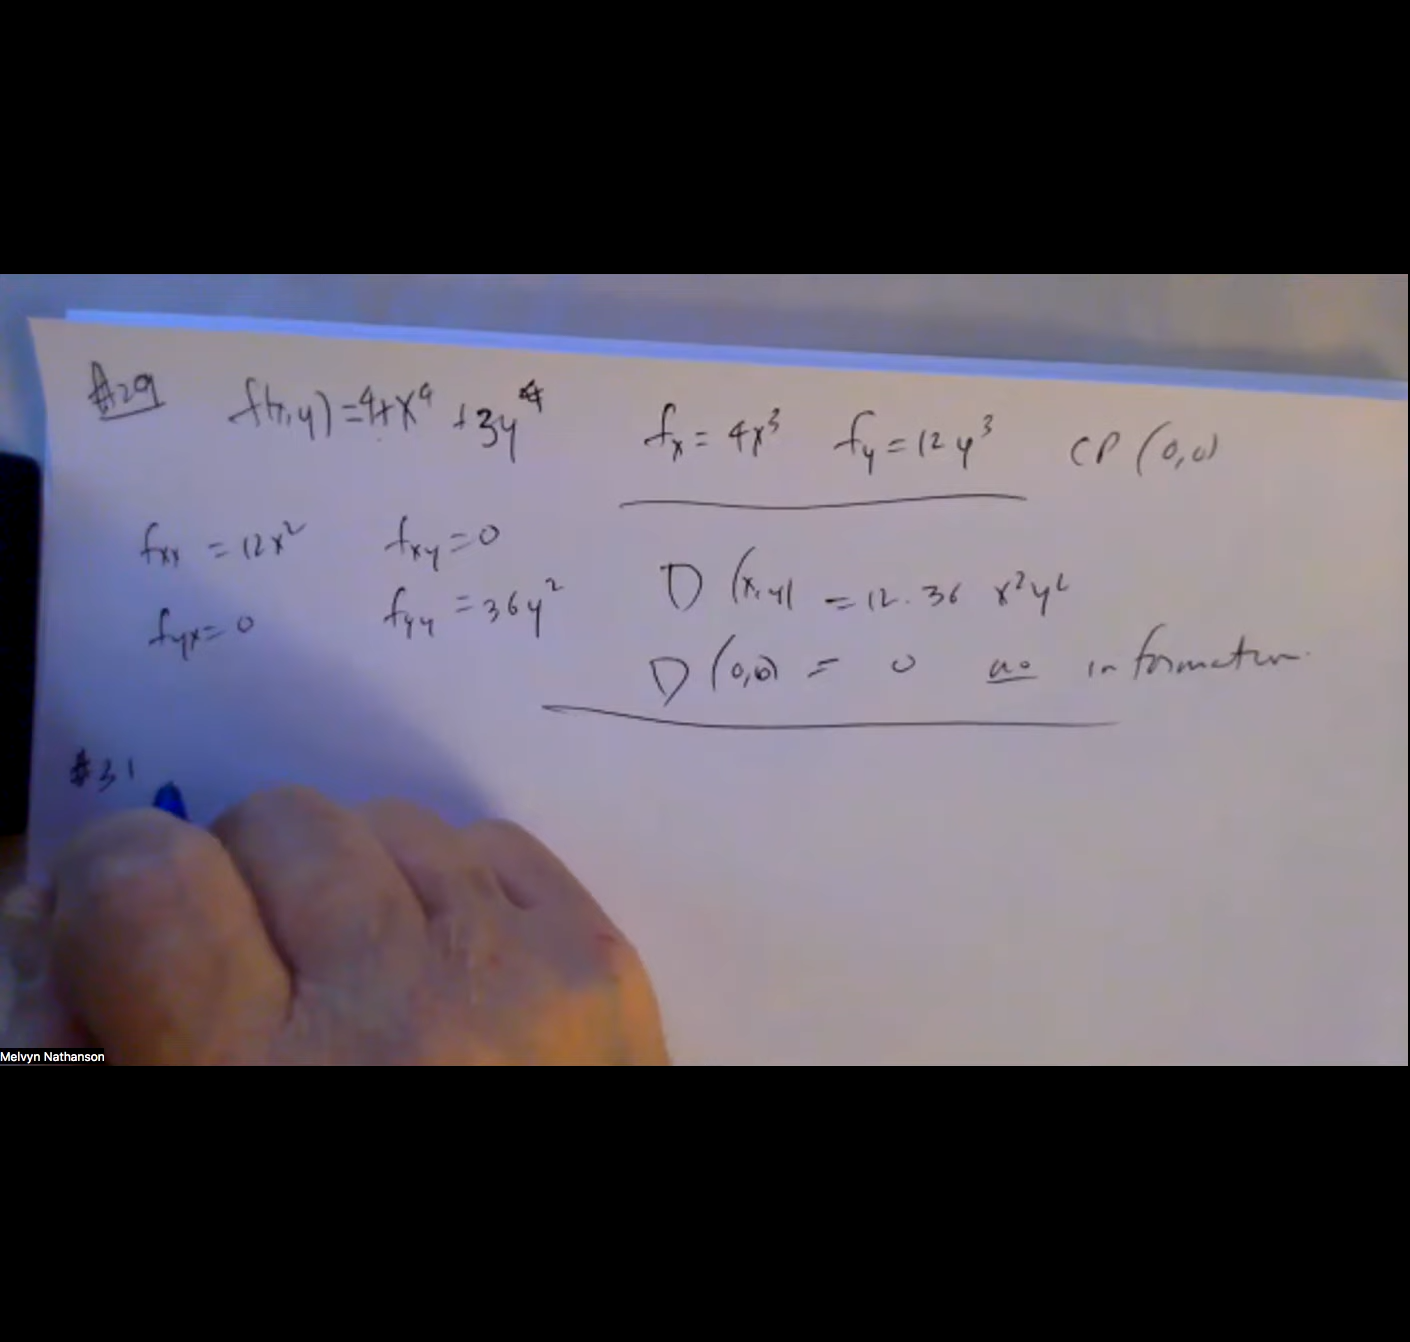 #29 f(x,y)=4+x⁴+3y⁴ fx=4x³ fy=12y³ CP (0,0)
fxx=12x² fxy=0
D(x,y)=12·36 x²y²
fyx=0 fyy=36y²
D(0,0)=0 no information.
#31
Melvyn Nathanson